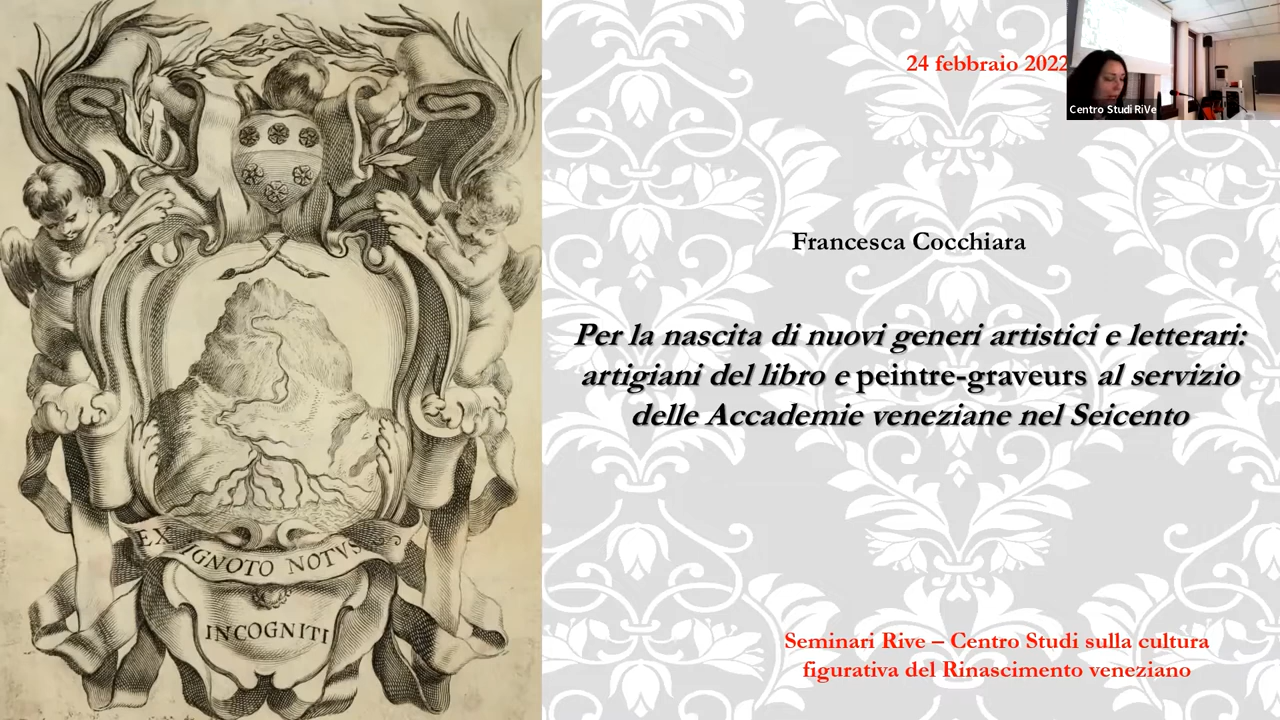 24 febbraio 2022
Centro Studi RiVe
Francesca Cocchiara
Per la nascita di nuovi generi artistici e letterari:
artigiani del libro e peintre-graveurs al servizio
delle Accademie veneziane nel Seicento
EX IGNOTO NOTVS
INCOGNITI
Seminari Rive – Centro Studi sulla cultura
figurativa del Rinascimento veneziano